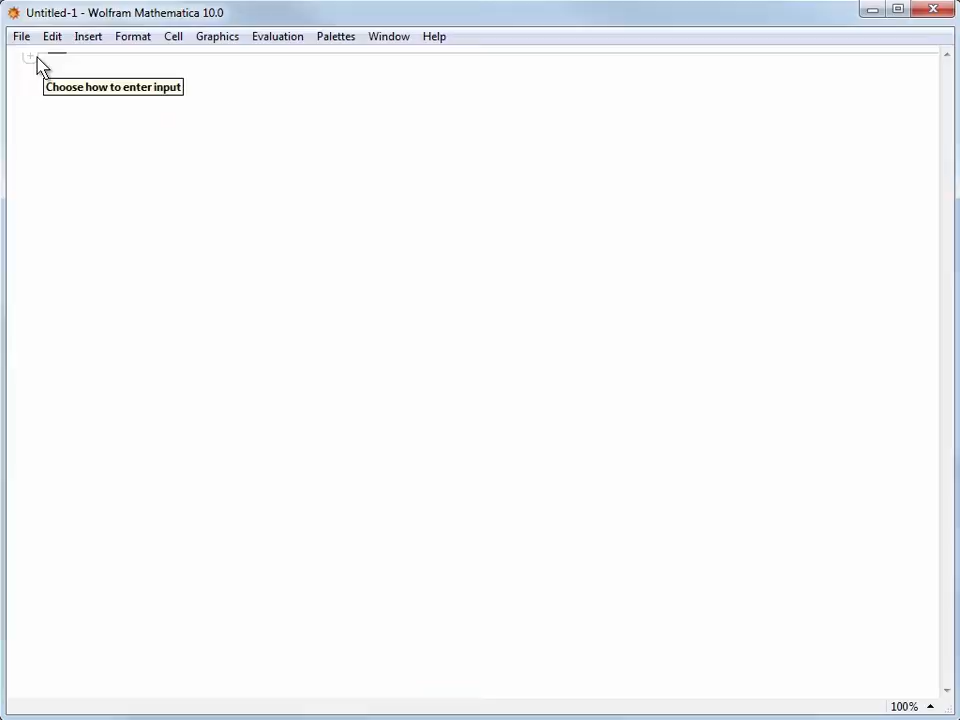 Untitled-1 - Wolfram Mathematica 10.0
File Edit Insert Format Cell Graphics Evaluation Palettes Window Help
Choose how to enter input
100%